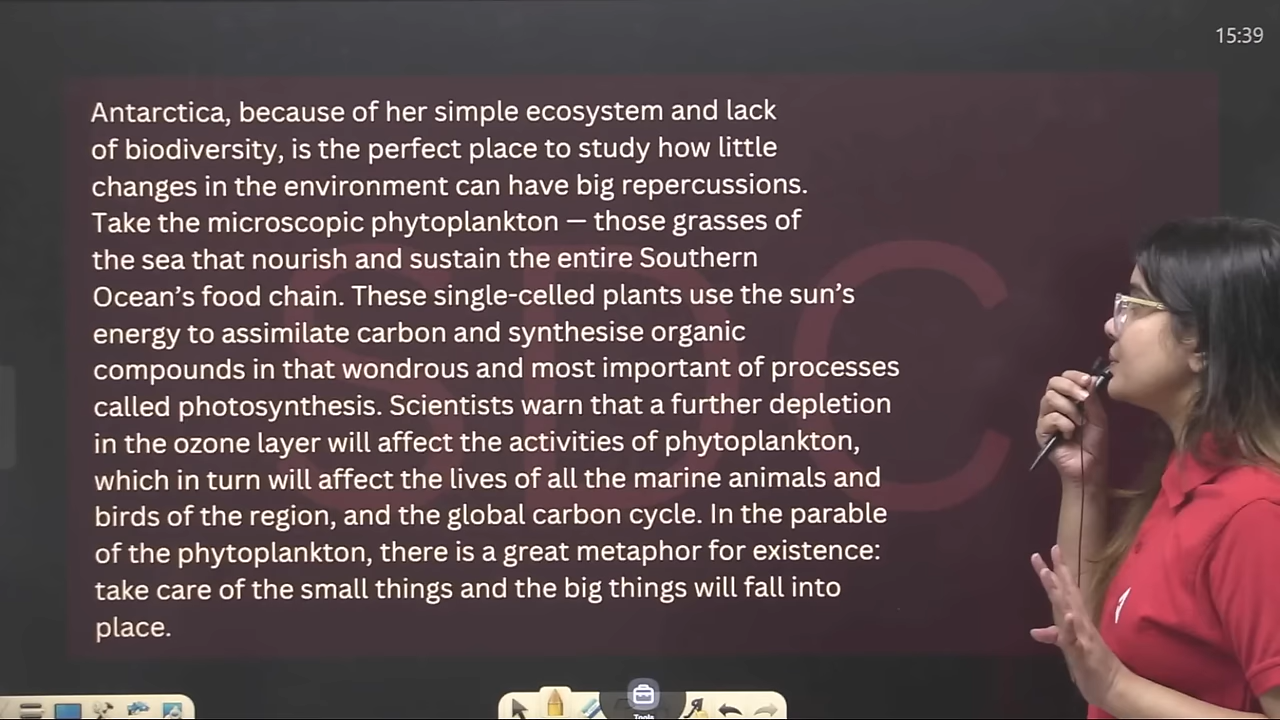 15:39
Antarctica, because of her simple ecosystem and lack
of biodiversity, is the perfect place to study how little
changes in the environment can have big repercussions.
Take the microscopic phytoplankton — those grasses of
the sea that nourish and sustain the entire Southern
Ocean’s food chain. These single-celled plants use the sun’s
energy to assimilate carbon and synthesise organic
compounds in that wondrous and most important of processes
called photosynthesis. Scientists warn that a further depletion
in the ozone layer will affect the activities of phytoplankton,
which in turn will affect the lives of all the marine animals and
birds of the region, and the global carbon cycle. In the parable
of the phytoplankton, there is a great metaphor for existence:
take care of the small things and the big things will fall into
place.
SDC
Tools